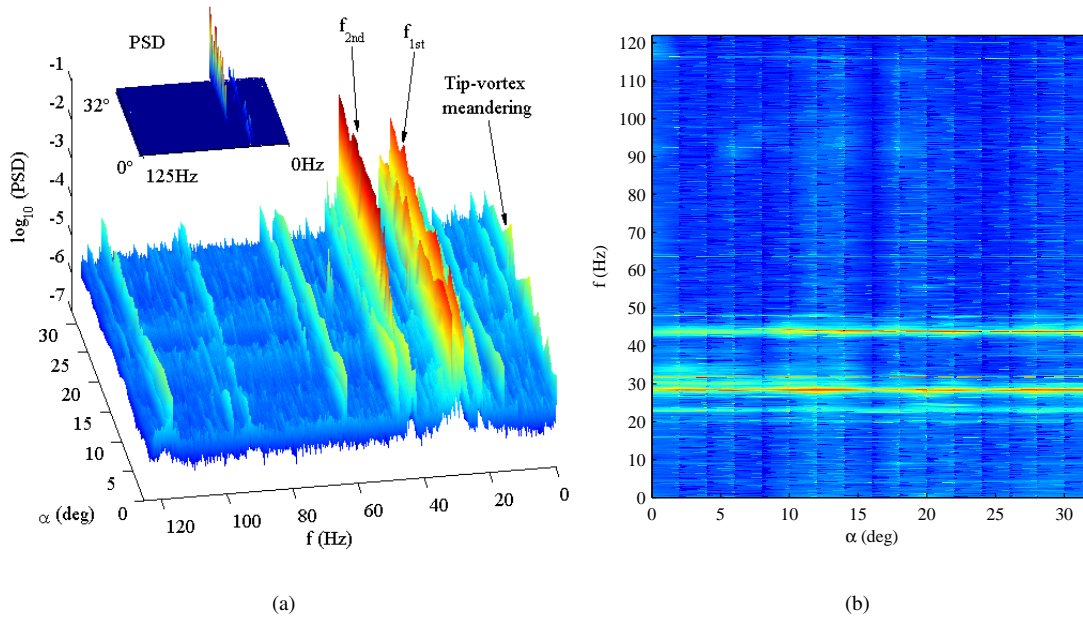 PSD
f2nd
f1st
Tip-vortex
meandering
-1
-2
-3
-4
-5
-6
-7
log10 (PSD)
32°
0°
125Hz
0Hz
30
25
20
15
10
5
0
α (deg)
120
100
80
60
40
20
0
f (Hz)
(a)
120
110
100
90
80
70
60
50
40
30
20
10
0
f (Hz)
0 5 10 15 20 25 30
α (deg)
(b)